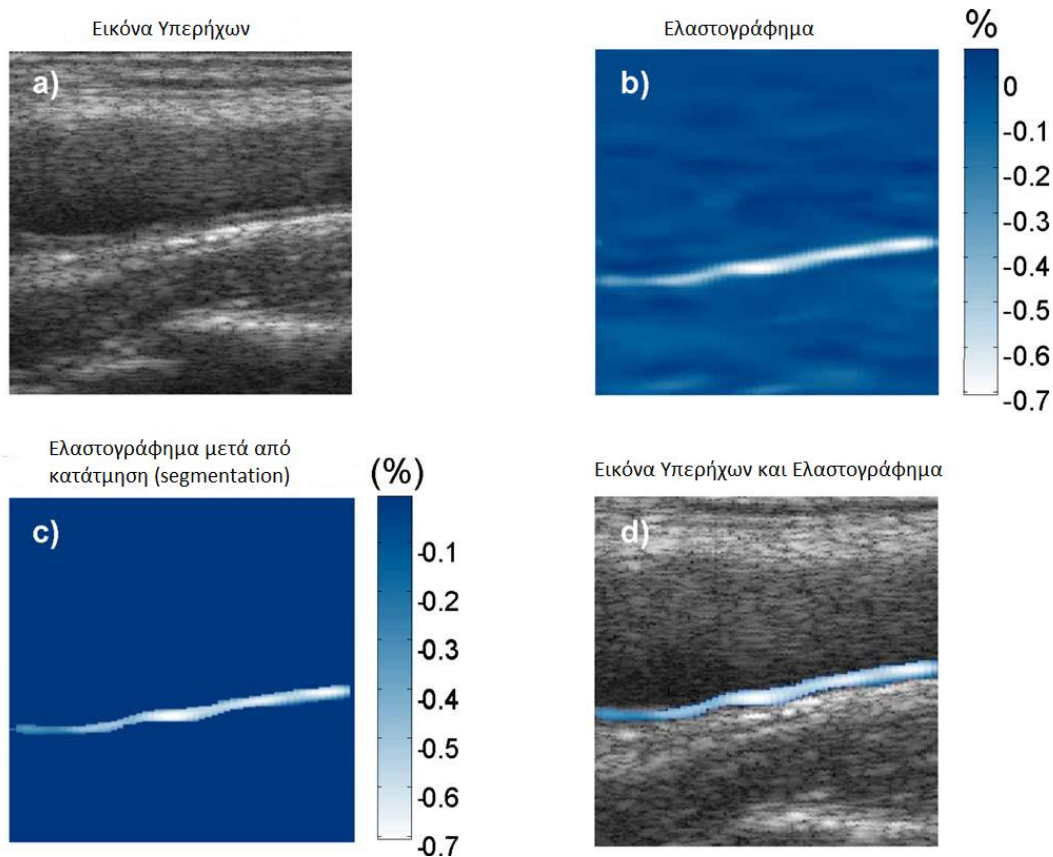 Εικόνα Υπερήχων
a)
Ελαστογράφημα
b)
%
0
-0.1
-0.2
-0.3
-0.4
-0.5
-0.6
-0.7
Ελαστογράφημα μετά από
κατάτμηση (segmentation)
c)
(%)
-0.1
-0.2
-0.3
-0.4
-0.5
-0.6
-0.7
Εικόνα Υπερήχων και Ελαστογράφημα
d)